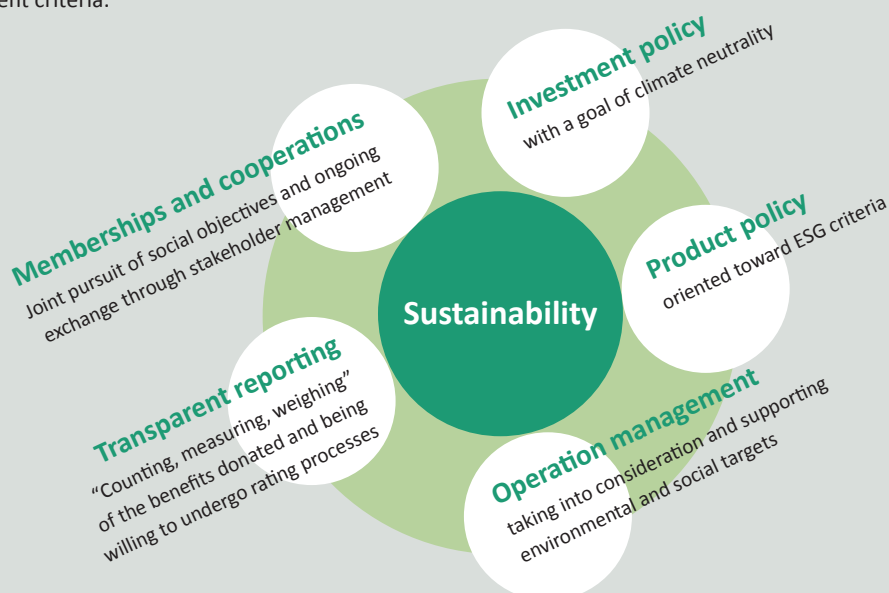 ent criteria.
Investment policy
with a goal of climate neutrality
Memberships and cooperations
Joint pursuit of social objectives and ongoing
exchange through stakeholder management
Product policy
oriented toward ESG criteria
Sustainability
Transparent reporting
“Counting, measuring, weighing”
of the benefits donated and being
willing to undergo rating processes
Operation management
taking into consideration and supporting
environmental and social targets